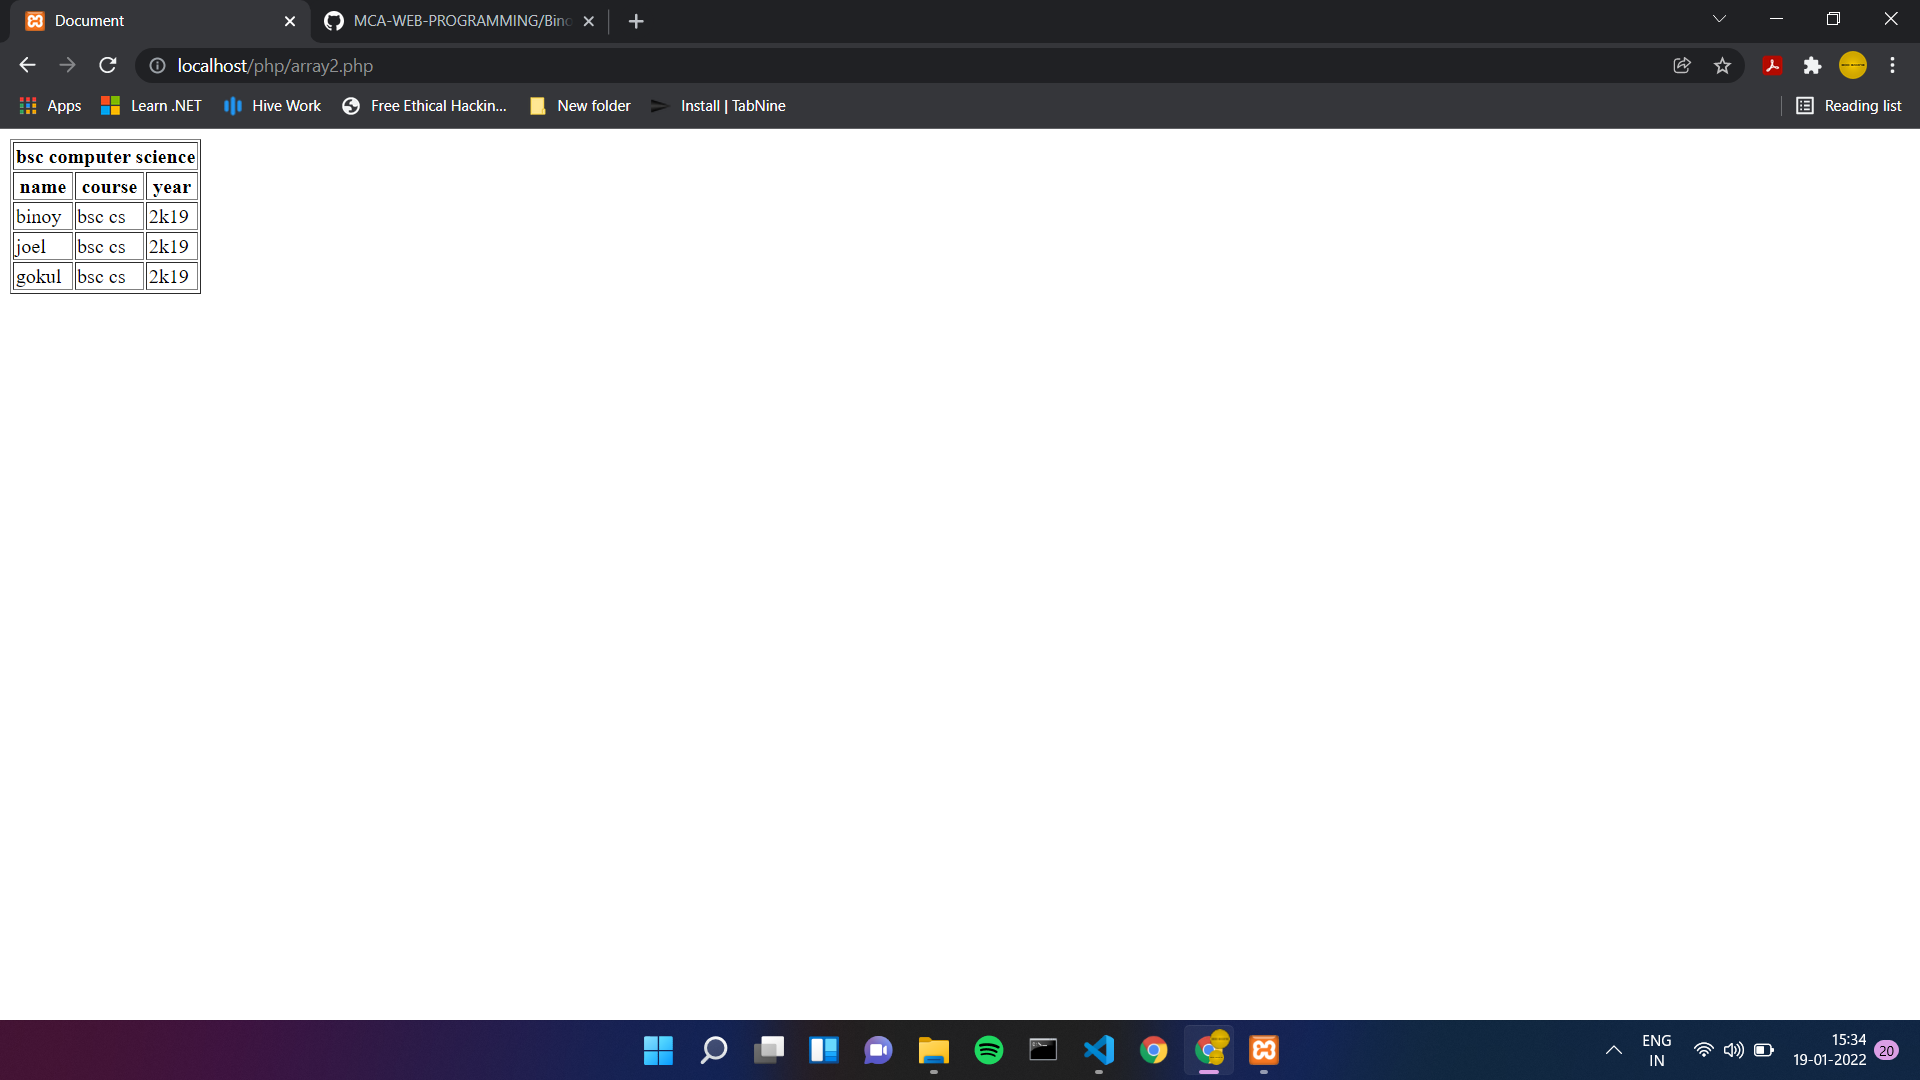 Document
MCA-WEB-PROGRAMMING/Bino
localhost/php/array2.php
Apps Learn .NET Hive Work Free Ethical Hackin... New folder Install | TabNine Reading list
bsc computer science
name course year
binoy bsc cs 2k19
joel bsc cs 2k19
gokul bsc cs 2k19
ENG
IN
15:34
19-01-2022
20